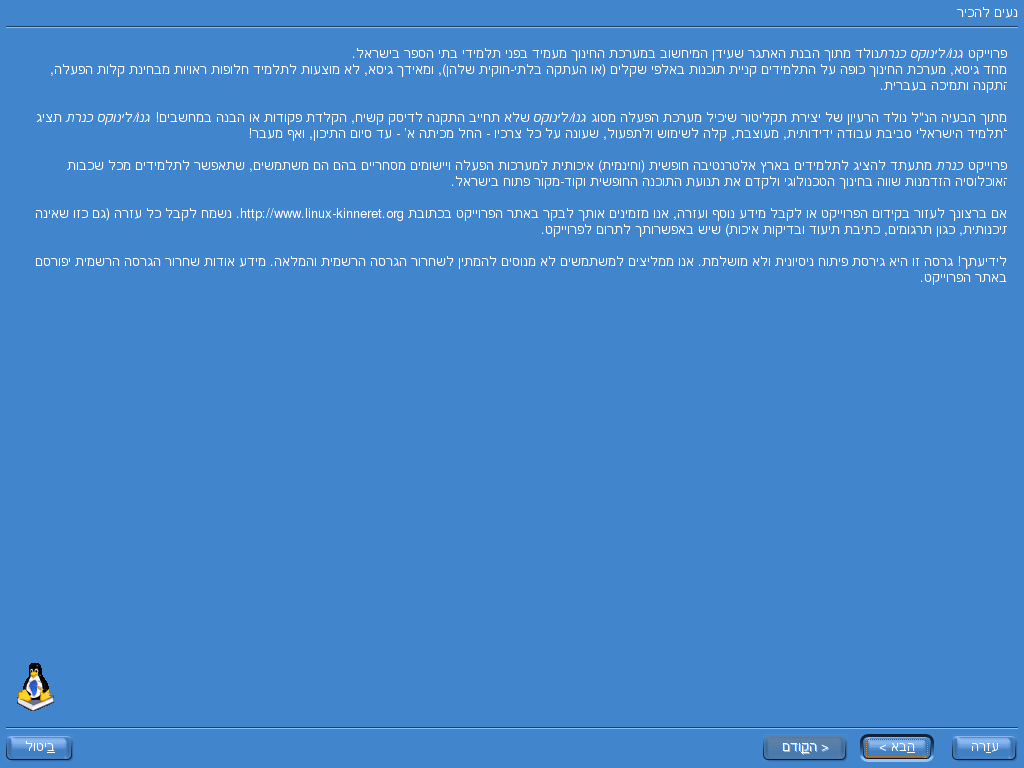 נעים להכיר
פרוייקט גנו/לינוקס כנרתנולד מתוך הבנת האתגר שעידן המיחשוב במערכת החינוך מעמיד בפני תלמידי בתי הספר בישראל.
מחד גיסא, מערכת החינוך כופה על התלמידים קניית תוכנות באלפי שקלים (או העתקה בלתי-חוקית שלהן), ומאידך גיסא, לא מוצעות לתלמיד חלופות ראויות מבחינת קלות הפעלה,
התקנה ותמיכה בעברית.
מתוך הבעיה הנ"ל נולד הרעיון של יצירת תקליטור שיכיל מערכת הפעלה מסוג גנו/לינוקס שלא תחייב התקנה לדיסק קשיח, הקלדת פקודות או הבנה במחשבים! גנו/לינוקס כנרת תציג
לתלמיד הישראלי סביבת עבודה ידידותית, מעוצבת, קלה לשימוש ולתפעול, שעונה על כל צרכיו - החל מכיתה א' - עד סיום התיכון, ואף מעבר!
פרוייקט כנרת מתעתד להציג לתלמידים בארץ אלטרנטיבה חופשית (וחינמית) איכותית למערכות הפעלה ויישומים מסחריים בהם הם משתמשים, שתאפשר לתלמידים מכל שכבות
האוכלוסיה הזדמנות שווה בחינוך הטכנולוגי ולקדם את תנועת התוכנה החופשית וקוד-מקור פתוח בישראל.
אם ברצונך לעזור בקידום הפרוייקט או לקבל מידע נוסף ועזרה, אנו מזמינים אותך לבקר באתר הפרוייקט בכתובת http://www.linux-kinneret.org. נשמח לקבל כל עזרה (גם כזו שאינה
תיכנותית, כגון תרגומים, כתיבת תיעוד ובדיקות איכות) שיש באפשרותך לתרום לפרוייקט.
לידיעתך! גרסה זו היא גירסת פיתוח ניסיונית ולא מושלמת. אנו ממליצים למשתמשים לא מנוסים להמתין לשחרור הגרסה הרשמית והמלאה. מידע אודות שחרור הגרסה הרשמית יפורסם
באתר הפרוייקט.
עזרה
הבא >
< הקודם
ביטול